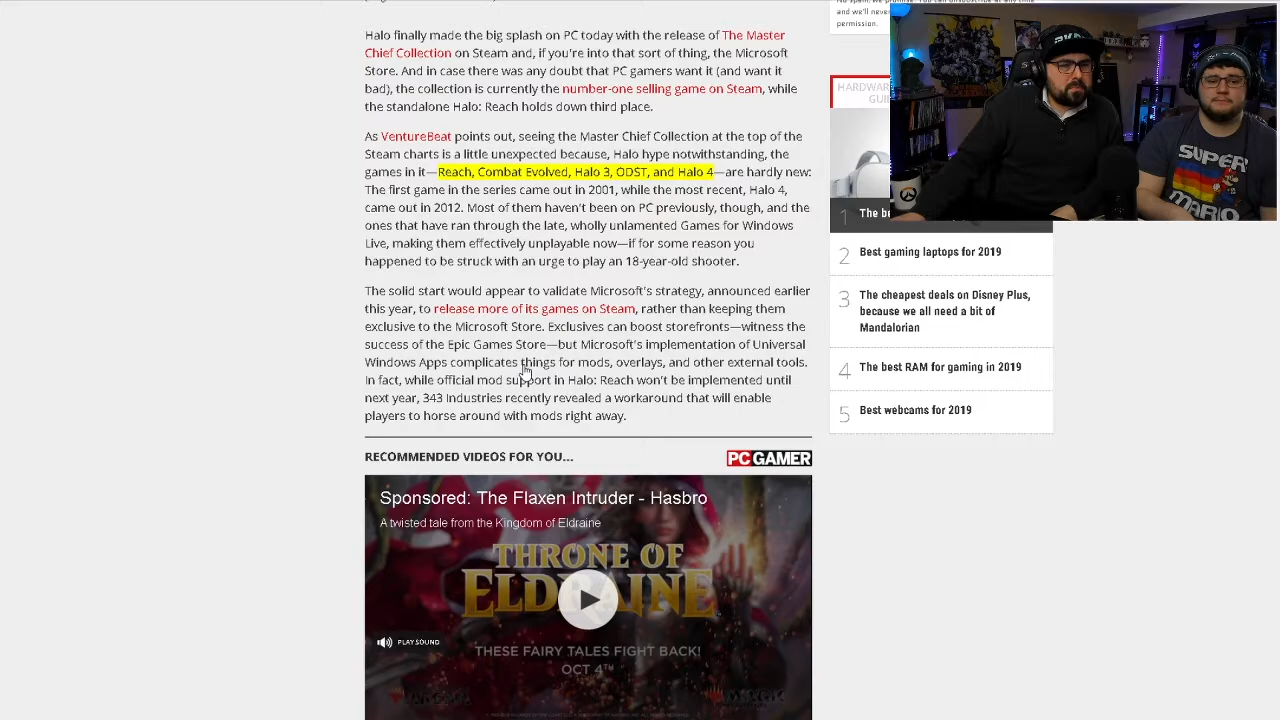 and we'll never
permission.
Halo finally made the big splash on PC today with the release of The Master
Chief Collection on Steam and, if you're into that sort of thing, the Microsoft
Store. And in case there was any doubt that PC gamers want it (and want it
bad), the collection is currently the number-one selling game on Steam, while
the standalone Halo: Reach holds down third place.
As VentureBeat points out, seeing the Master Chief Collection at the top of the
Steam charts is a little unexpected because, Halo hype notwithstanding, the
games in it—Reach, Combat Evolved, Halo 3, ODST, and Halo 4—are hardly new:
The first game in the series came out in 2001, while the most recent, Halo 4,
came out in 2012. Most of them haven't been on PC previously, though, and the
ones that have ran through the late, wholly unlamented Games for Windows
Live, making them effectively unplayable now—if for some reason you
happened to be struck with an urge to play an 18-year-old shooter.
The solid start would appear to validate Microsoft's strategy, announced earlier
this year, to release more of its games on Steam, rather than keeping them
exclusive to the Microsoft Store. Exclusives can boost storefronts—witness the
success of the Epic Games Store—but Microsoft's implementation of Universal
Windows Apps complicates things for mods, overlays, and other external tools.
In fact, while official mod support in Halo: Reach won't be implemented until
next year, 343 Industries recently revealed a workaround that will enable
players to horse around with mods right away.
RECOMMENDED VIDEOS FOR YOU...
PC GAMER
Sponsored: The Flaxen Intruder - Hasbro
A twisted tale from the Kingdom of Eldraine
THRONE OF
ELDRAINE
PLAY SOUND
THESE FAIRY TALES FIGHT BACK!
OCT 4TH
HARDWARE
GUI
1 The be
2 Best gaming laptops for 2019
3 The cheapest deals on Disney Plus,
because we all need a bit of
Mandalorian
4 The best RAM for gaming in 2019
5 Best webcams for 2019
SUPER
MARIO